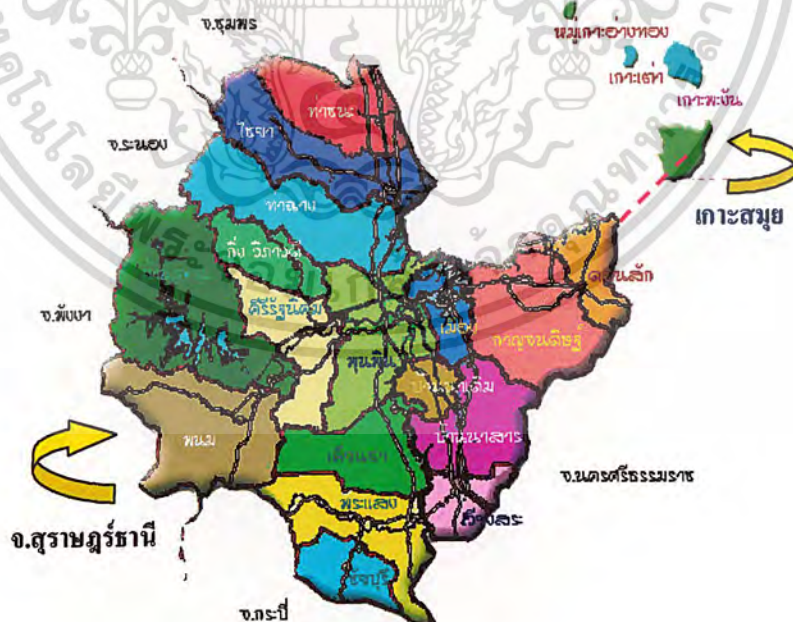 จ.ชุมพร
หมู่เกาะอ่างทอง
เกาะเต่า
เกาะพะงัน
ท่าชนะ
ไชยา
จ.ระนอง
เกาะสมุย
ท่าฉาง
กิ่ง วิภาวดี
ดอนสัก
คีรีรัฐนิคม
จ.พังงา
เมือง
กาญจนดิษฐ์
พุนพิน
บ้านนาเดิม
พนม
บ้านนาสาร
เคียนซา
จ.นครศรีธรรมราช
พระแสง
เวียงสระ
จ.สุราษฎร์ธานี
ชัยบุรี
จ.กระบี่